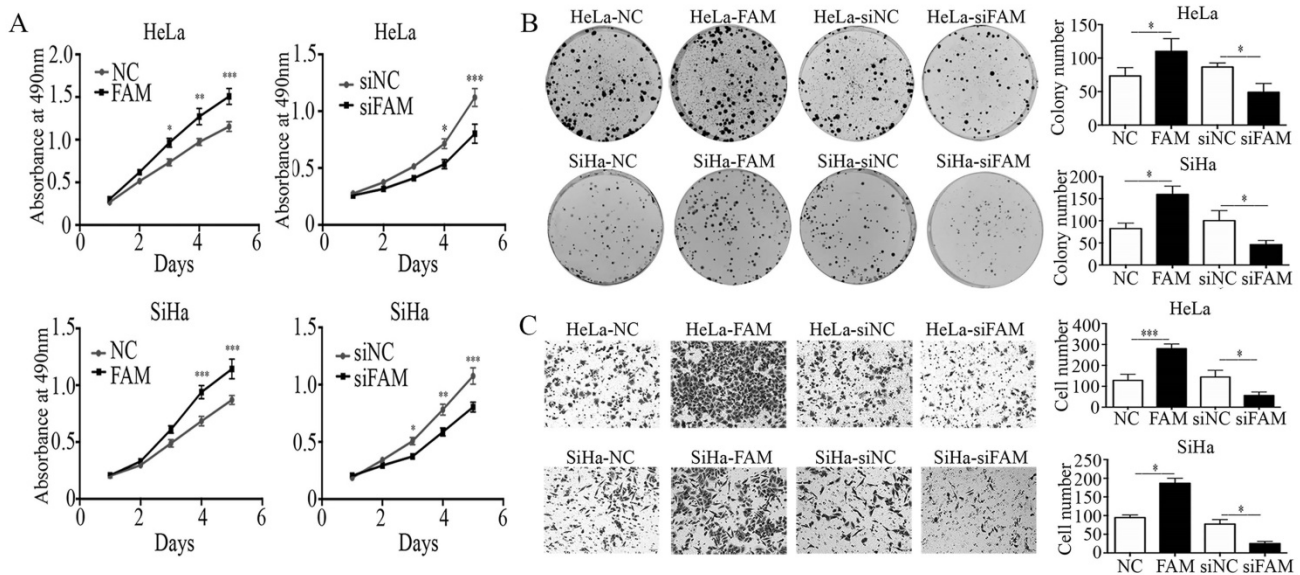 A
HeLa
NC
FAM
Absorbance at 490nm
2.0
1.5
1.0
0.5
0
0 2 4 6
Days
* ** ***
HeLa
siNC
siFAM
Absorbance at 490nm
1.5
1.0
0.5
0
0 2 4 6
Days
* ***
SiHa
NC
FAM
Absorbance at 490nm
1.5
1.0
0.5
0
0 2 4 6
Days
*** ***
SiHa
siNC
siFAM
Absorbance at 490nm
1.5
1.0
0.5
0
0 2 4 6
Days
* ** ***
B
HeLa-NC HeLa-FAM HeLa-siNC HeLa-siFAM
SiHa-NC SiHa-FAM SiHa-siNC SiHa-siFAM
HeLa
Colony number
150
100
50
0
* *
NC FAM siNC siFAM
SiHa
Colony number
200
150
100
50
0
* *
NC FAM siNC siFAM
C
HeLa-NC HeLa-FAM HeLa-siNC HeLa-siFAM
SiHa-NC SiHa-FAM SiHa-siNC SiHa-siFAM
HeLa
Cell number
400
300
200
100
0
*** *
NC FAM siNC siFAM
SiHa
Cell number
250
200
150
100
50
0
* *
NC FAM siNC siFAM